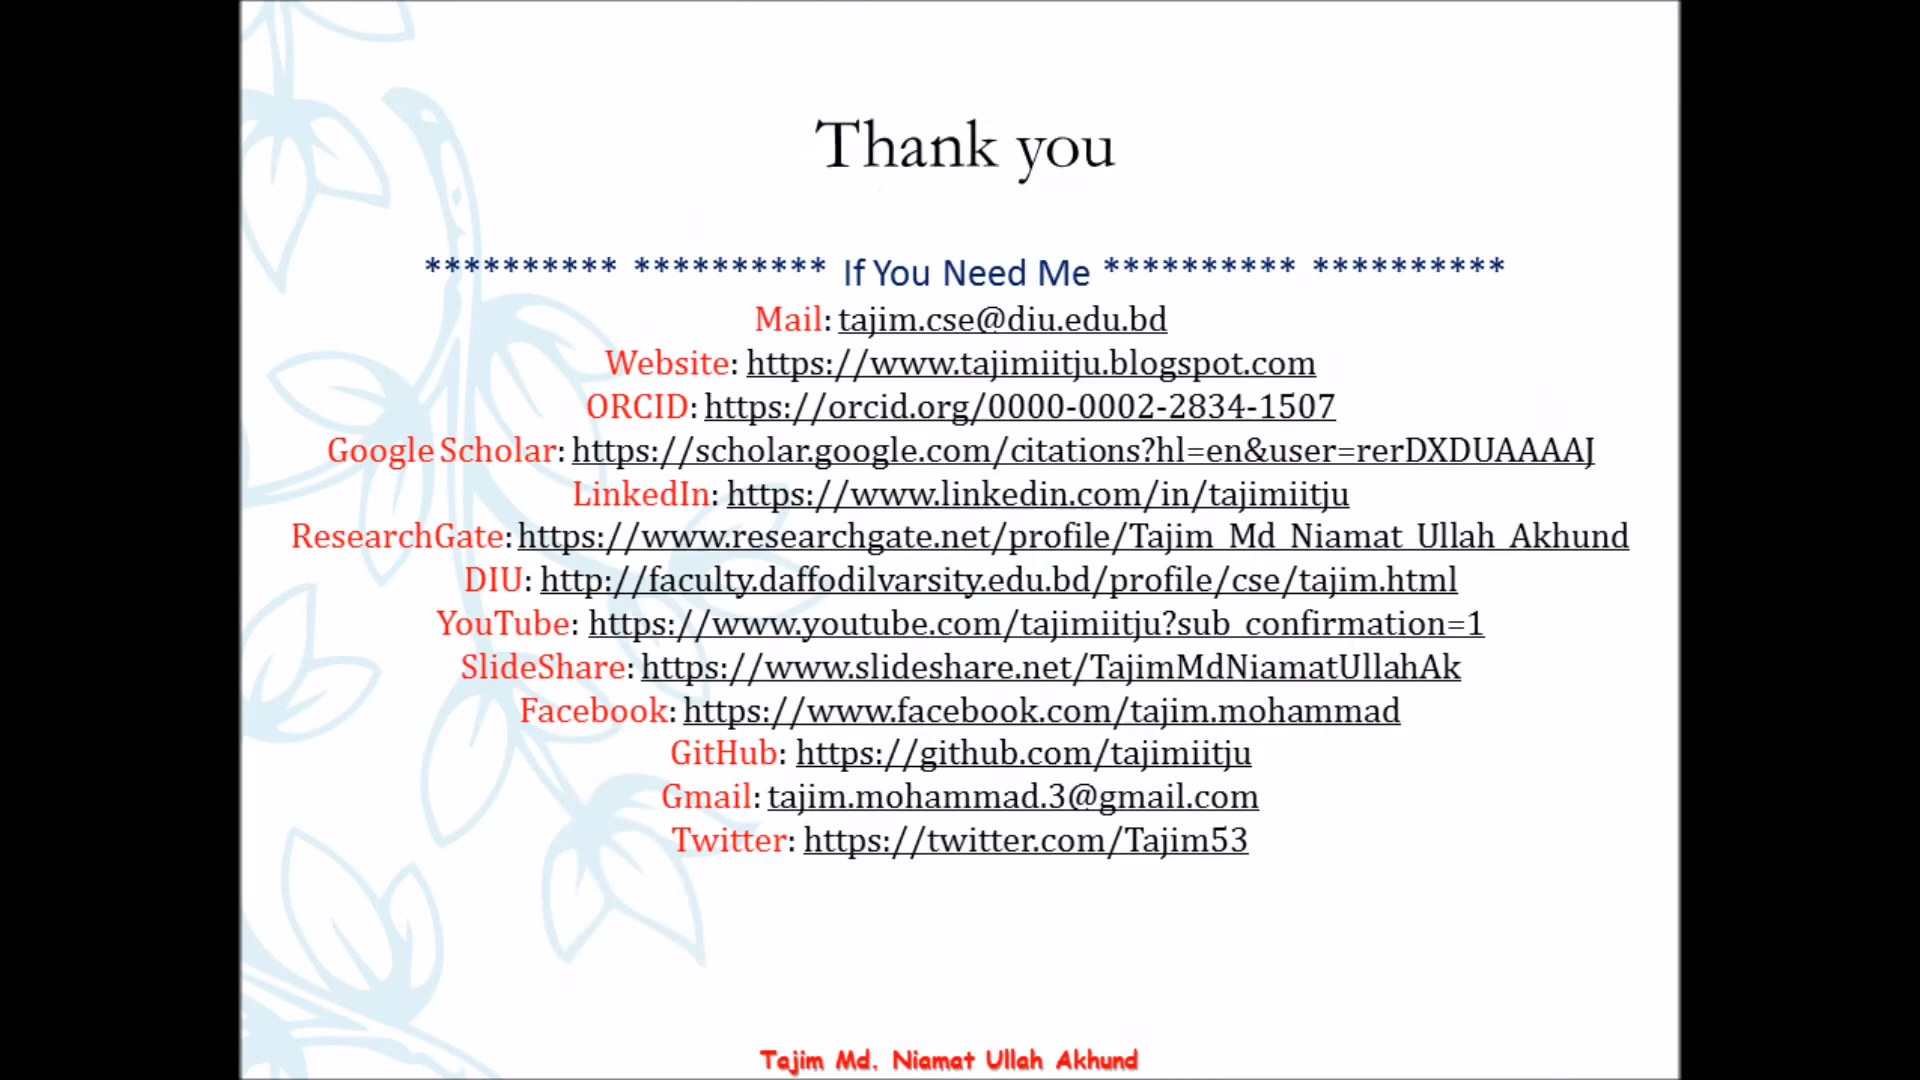 Thank you
********** ********** If You Need Me ********** **********
Mail: tajim.cse@diu.edu.bd
Website: https://www.tajimiitju.blogspot.com
ORCID: https://orcid.org/0000-0002-2834-1507
Google Scholar: https://scholar.google.com/citations?hl=en&user=rerDXDUAAAAJ
LinkedIn: https://www.linkedin.com/in/tajimiitju
ResearchGate: https://www.researchgate.net/profile/Tajim_Md_Niamat_Ullah_Akhund
DIU: http://faculty.daffodilvarsity.edu.bd/profile/cse/tajim.html
YouTube: https://www.youtube.com/tajimiitju?sub_confirmation=1
SlideShare: https://www.slideshare.net/TajimMdNiamatUllahAk
Facebook: https://www.facebook.com/tajim.mohammad
GitHub: https://github.com/tajimiitju
Gmail: tajim.mohammad.3@gmail.com
Twitter: https://twitter.com/Tajim53
Tajim Md. Niamat Ullah Akhund